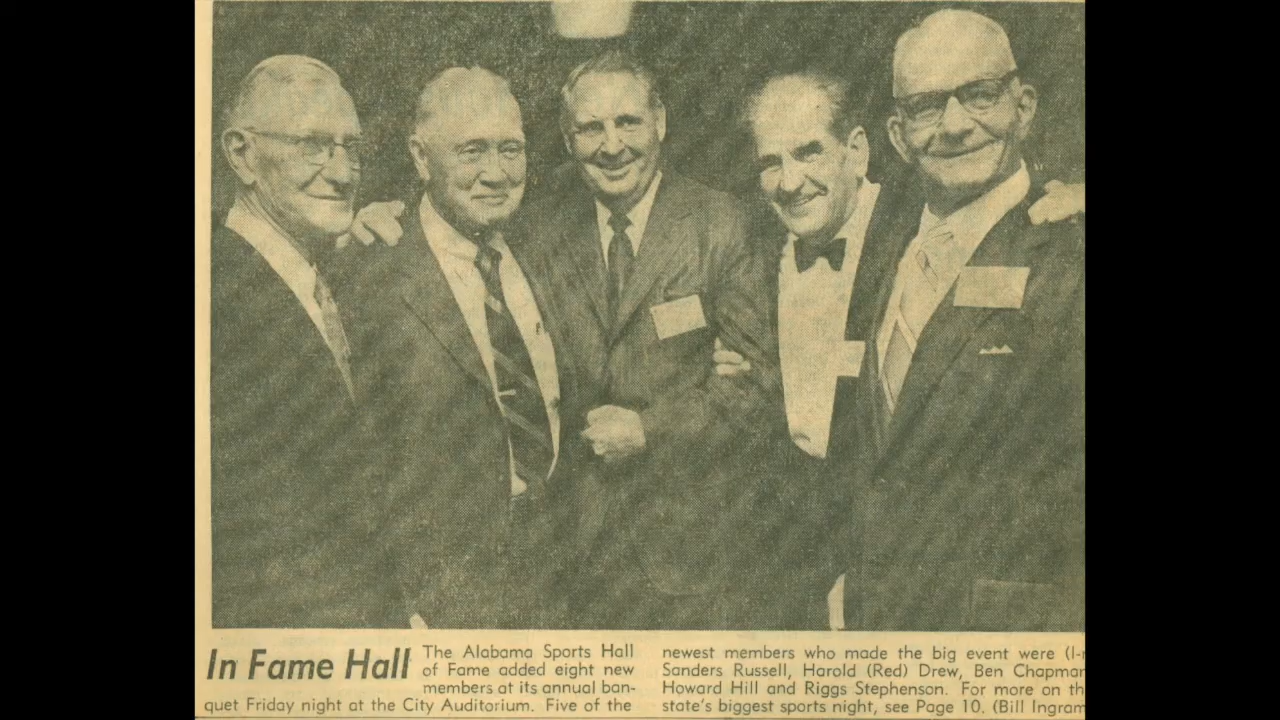 In Fame Hall
The Alabama Sports Hall
of Fame added eight new
members at its annual ban-
quet Friday night at the City Auditorium. Five of the
newest members who made the big event were (l-r
Sanders Russell, Harold (Red) Drew, Ben Chapman
Howard Hill and Riggs Stephenson. For more on th
state's biggest sports night, see Page 10. (Bill Ingram